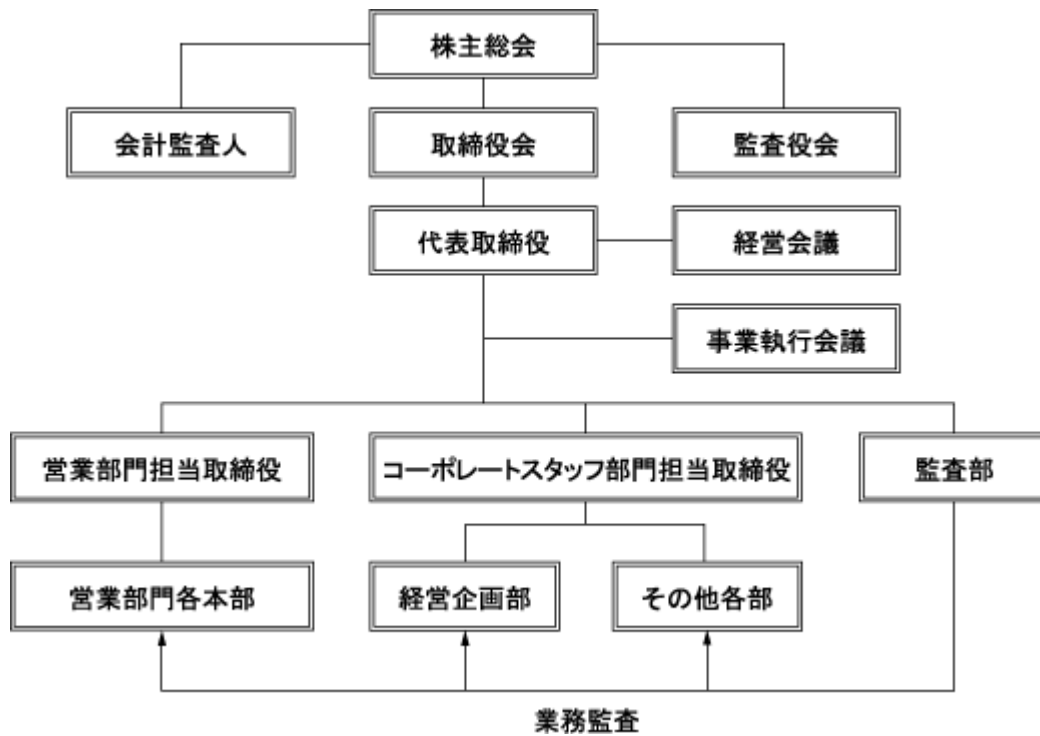 株主総会
会計監査人
取締役会
監査役会
代表取締役
経営会議
事業執行会議
営業部門担当取締役
コーポレートスタッフ部門担当取締役
監査部
営業部門各本部
経営企画部
その他各部
業務監査